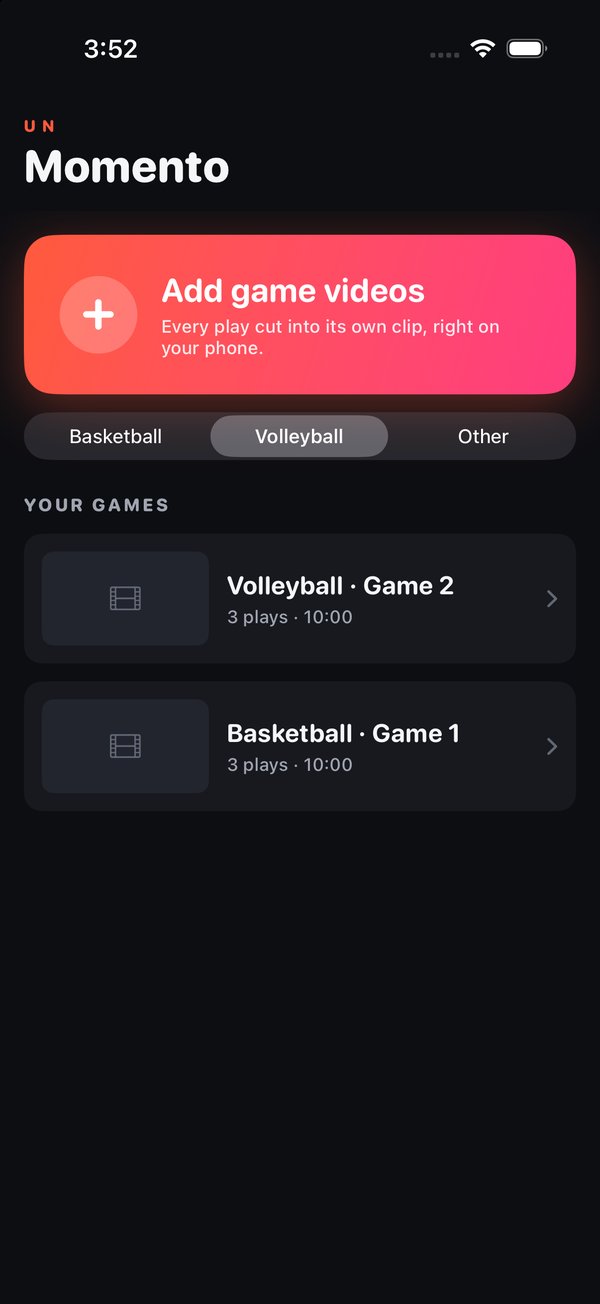 3:52
UN
Momento
Add game videos
Every play cut into its own clip, right on
your phone.
Basketball
Volleyball
Other
YOUR GAMES
Volleyball · Game 2
3 plays · 10:00
Basketball · Game 1
3 plays · 10:00